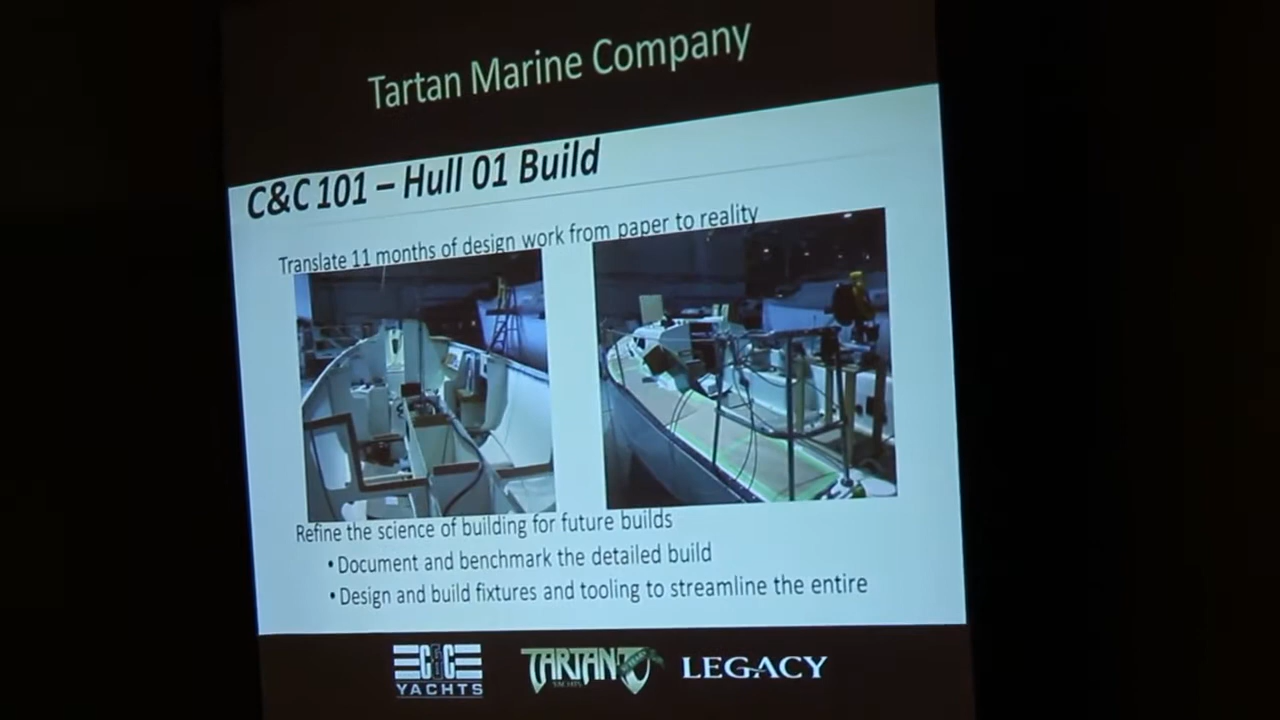 Tartan Marine Company
C&C 101 – Hull 01 Build
Translate 11 months of design work from paper to reality
Refine the science of building for future builds
• Document and benchmark the detailed build
• Design and build fixtures and tooling to streamline the entire
C&C
YACHTS
TARTAN
YACHTS
LEGACY